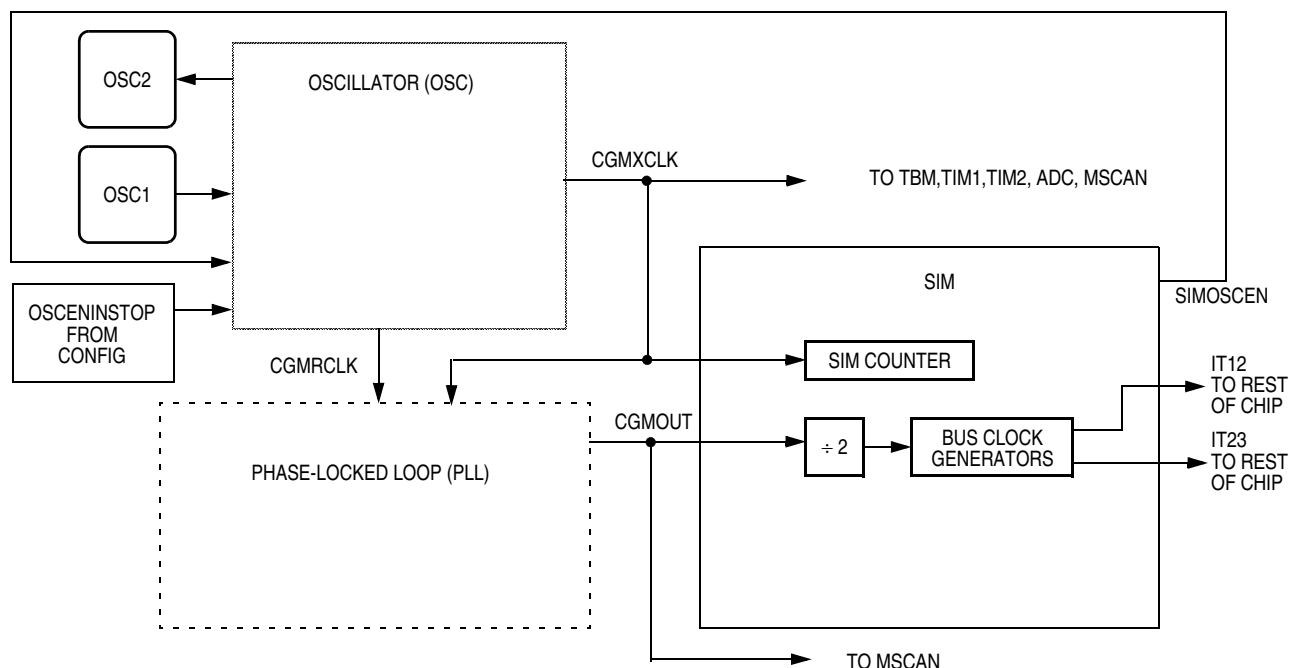 OSC2
OSCILLATOR (OSC)
CGMXCLK
OSC1
TO TBM,TIM1,TIM2, ADC, MSCAN
SIM
SIMOSCEN
OSCENINSTOP
FROM
CONFIG
CGMRCLK
SIM COUNTER
IT12
TO REST
OF CHIP
CGMOUT
÷ 2
BUS CLOCK
GENERATORS
IT23
TO REST
OF CHIP
PHASE-LOCKED LOOP (PLL)
TO MSCAN